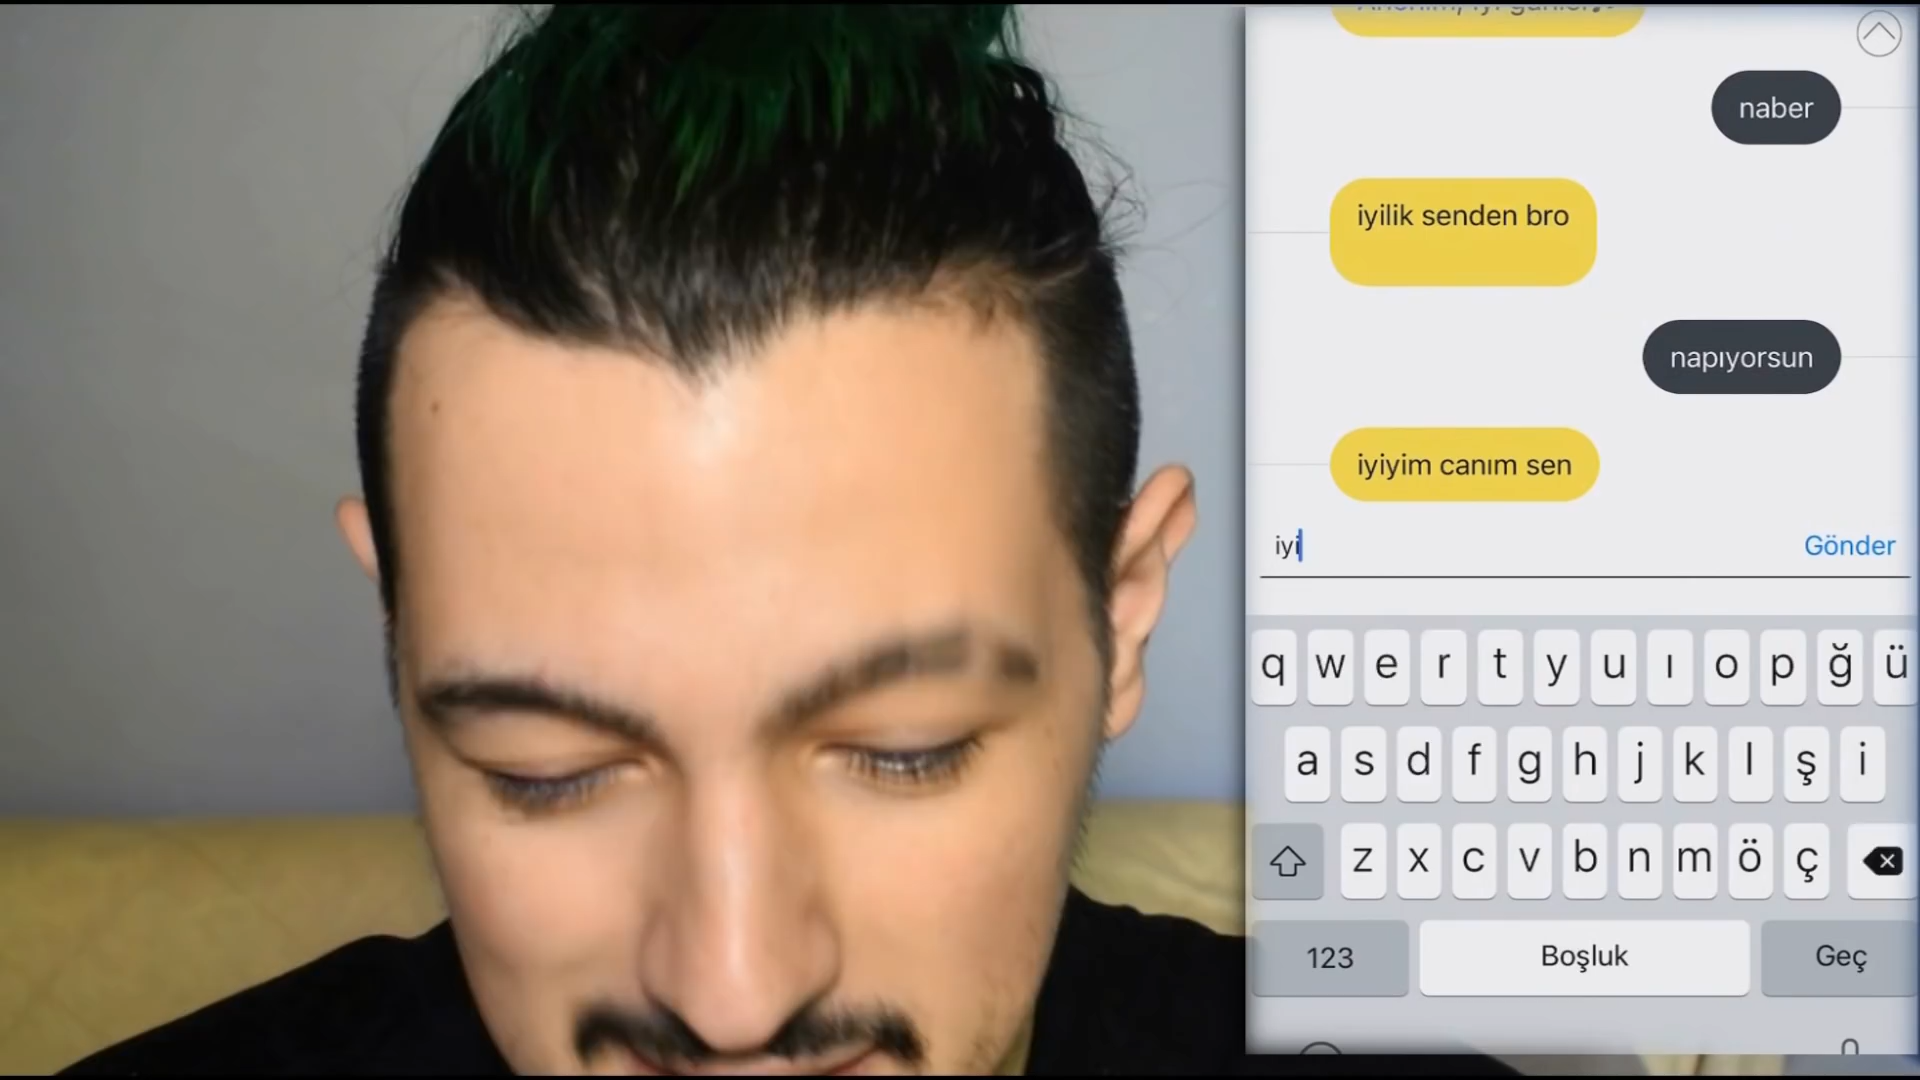 naber
iyilik senden bro
napıyorsun
iyiyim canım sen
iyi
Gönder
q w e r t y u ı o p ğ ü
a s d f g h j k l ş i
z x c v b n m ö ç
123 Boşluk Geç